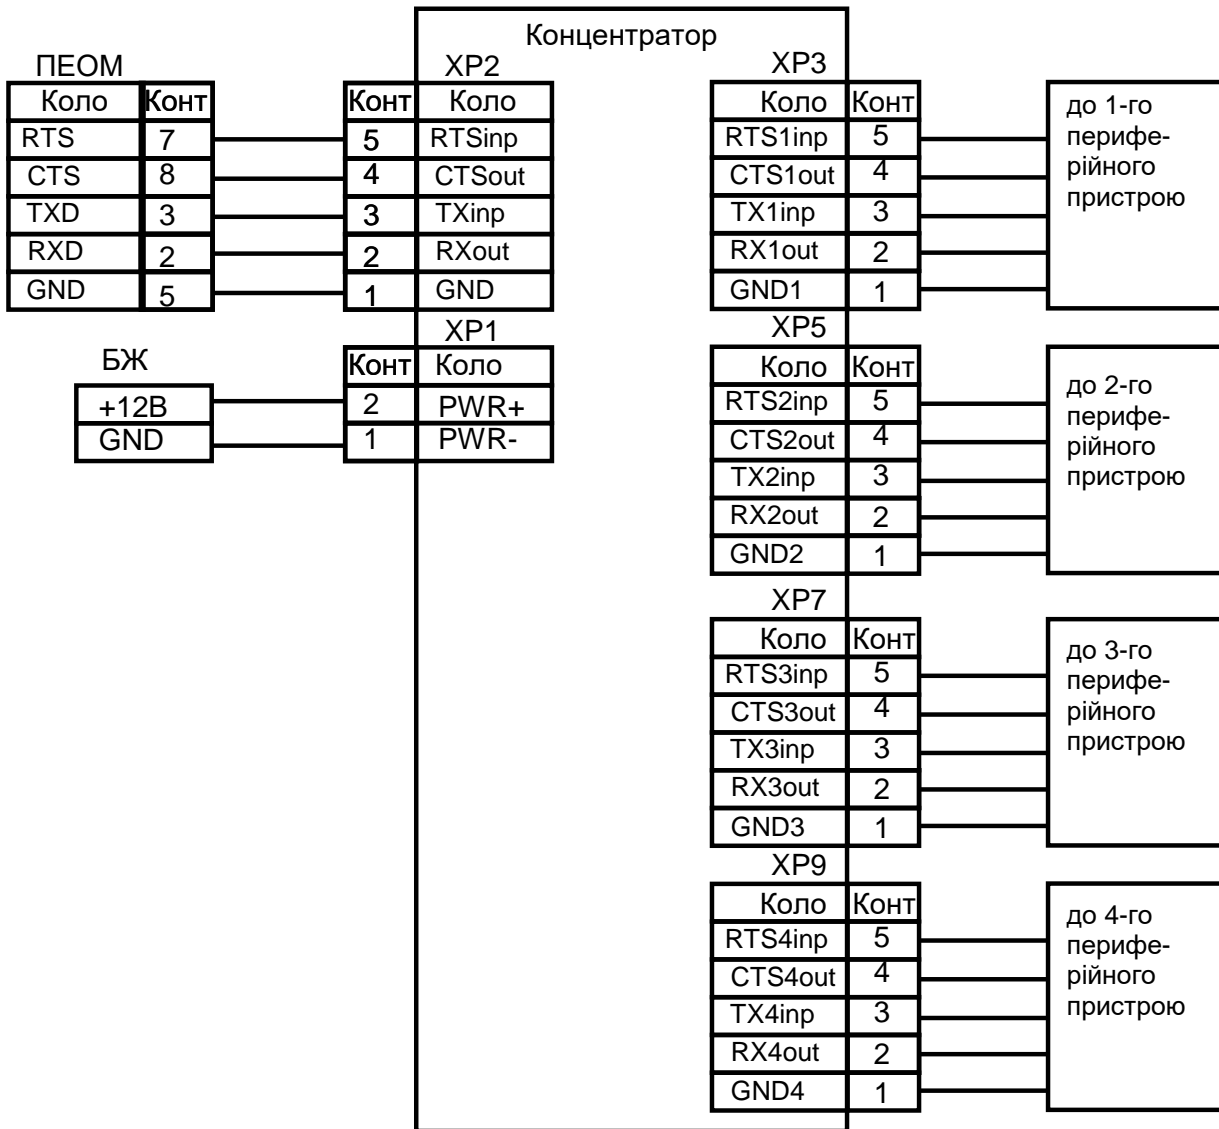 Концентратор
ПЕОМ
Коло Конт
RTS 7
CTS 8
TXD 3
RXD 2
GND 5
XP2
Конт Коло
5 RTSinp
4 CTSout
3 TXinp
2 RXout
1 GND
БЖ
+12В
GND
XP1
Конт Коло
2 PWR+
1 PWR-
XP3
Коло Конт
RTS1inp 5
CTS1out 4
TX1inp 3
RX1out 2
GND1 1
до 1-го
перифе-
рійного
пристрою
XP5
Коло Конт
RTS2inp 5
CTS2out 4
TX2inp 3
RX2out 2
GND2 1
до 2-го
перифе-
рійного
пристрою
XP7
Коло Конт
RTS3inp 5
CTS3out 4
TX3inp 3
RX3out 2
GND3 1
до 3-го
перифе-
рійного
пристрою
XP9
Коло Конт
RTS4inp 5
CTS4out 4
TX4inp 3
RX4out 2
GND4 1
до 4-го
перифе-
рійного
пристрою